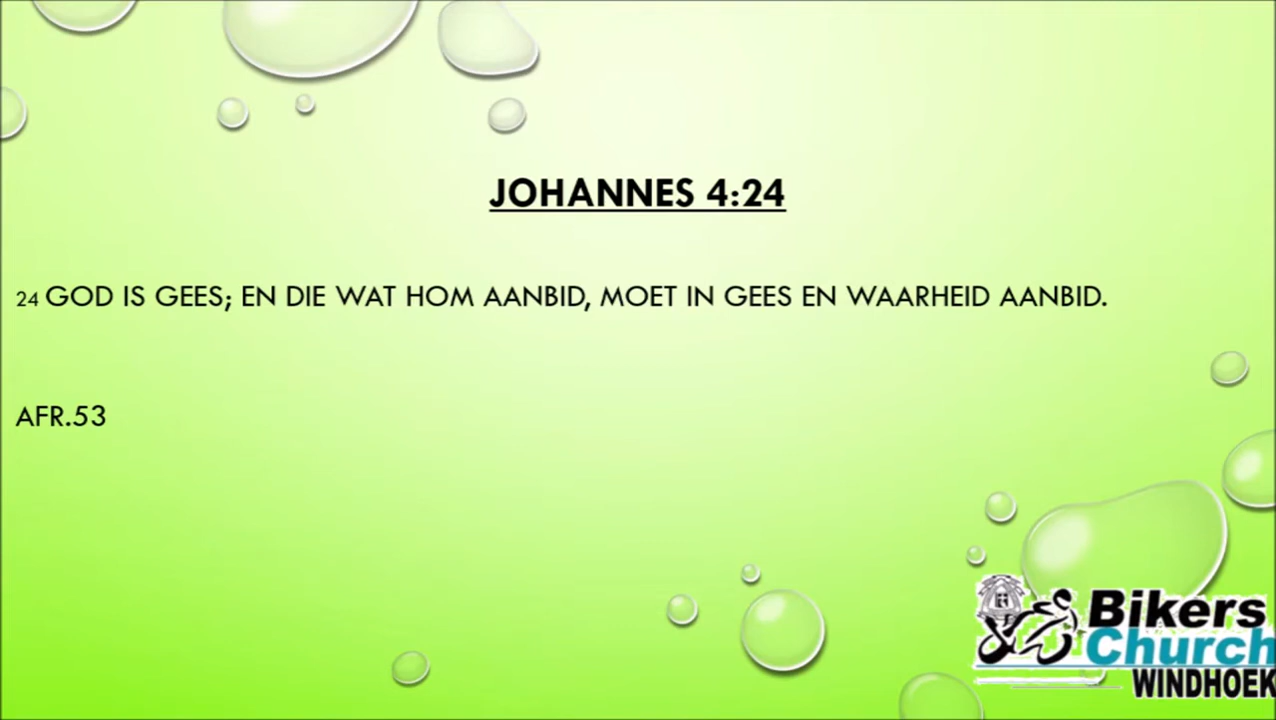 JOHANNES 4:24
24 GOD IS GEES; EN DIE WAT HOM AANBID, MOET IN GEES EN WAARHEID AANBID.
AFR.53
Bikers
Church
WINDHOEK